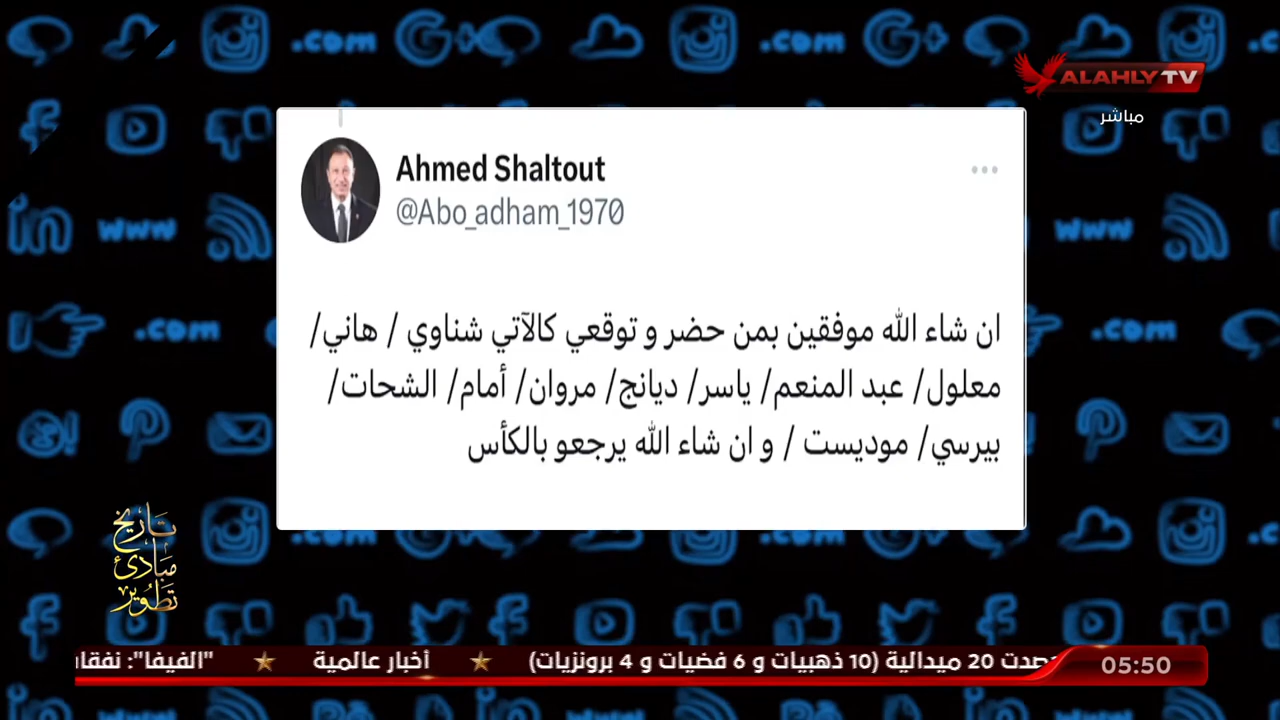 ALAHLY TV
مباشر
Ahmed Shaltout
@Abo_adham_1970
ان شاء الله موفقين بمن حضر و توقعي كالآتي شناوي / هاني/
معلول/ عبد المنعم/ ياسر/ ديانج/ مروان/ أمام/ الشحات/
بيرسي/ موديست / و ان شاء الله يرجعو بالكأس
تاريخ
مبادئ
تطوير
صدت 20 ميدالية (10 ذهبيات و 6 فضيات و 4 برونزيات) أخبار عالمية "الفيفا": نفقات
05:50